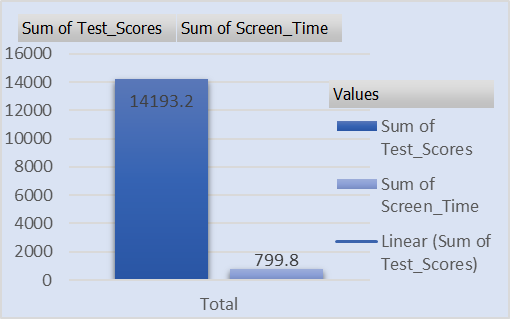 Sum of Test_Scores Sum of Screen_Time
16000
14000
12000
10000
8000
6000
4000
2000
0
14193.2
799.8
Total
Values
Sum of
Test_Scores
Sum of
Screen_Time
Linear (Sum of
Test_Scores)